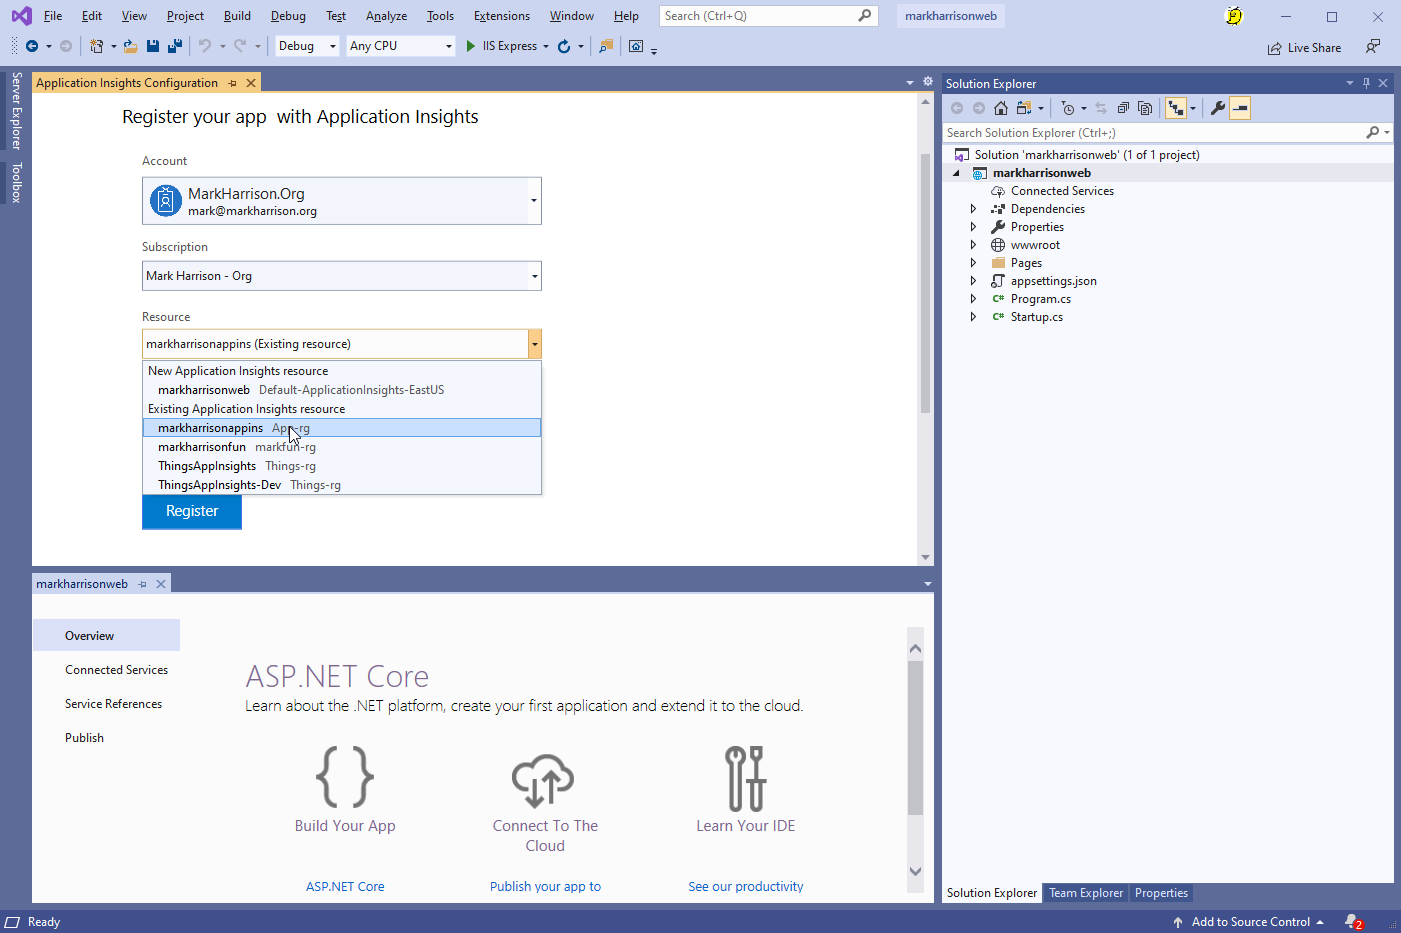 File Edit View Project Build Debug Test Analyze Tools Extensions Window Help Search (Ctrl+Q) markharrisonweb
Debug Any CPU IIS Express Live Share
Server Explorer
Toolbox
Application Insights Configuration
Register your app with Application Insights
Account
MarkHarrison.Org
mark@markharrison.org
Subscription
Mark Harrison - Org
Resource
markharrisonappins (Existing resource)
New Application Insights resource
markharrisonweb Default-ApplicationInsights-EastUS
Existing Application Insights resource
markharrisonappins App-rg
markharrisonfun markfun-rg
ThingsAppInsights Things-rg
ThingsAppInsights-Dev Things-rg
Register
markharrisonweb
Overview
Connected Services
Service References
Publish
ASP.NET Core
Learn about the .NET platform, create your first application and extend it to the cloud.
Build Your App
Connect To The
Cloud
Learn Your IDE
ASP.NET Core
Publish your app to
See our productivity
Solution Explorer
Search Solution Explorer (Ctrl+;)
Solution 'markharrisonweb' (1 of 1 project)
markharrisonweb
Connected Services
Dependencies
Properties
wwwroot
Pages
appsettings.json
C# Program.cs
C# Startup.cs
Solution Explorer Team Explorer Properties
Ready Add to Source Control 2